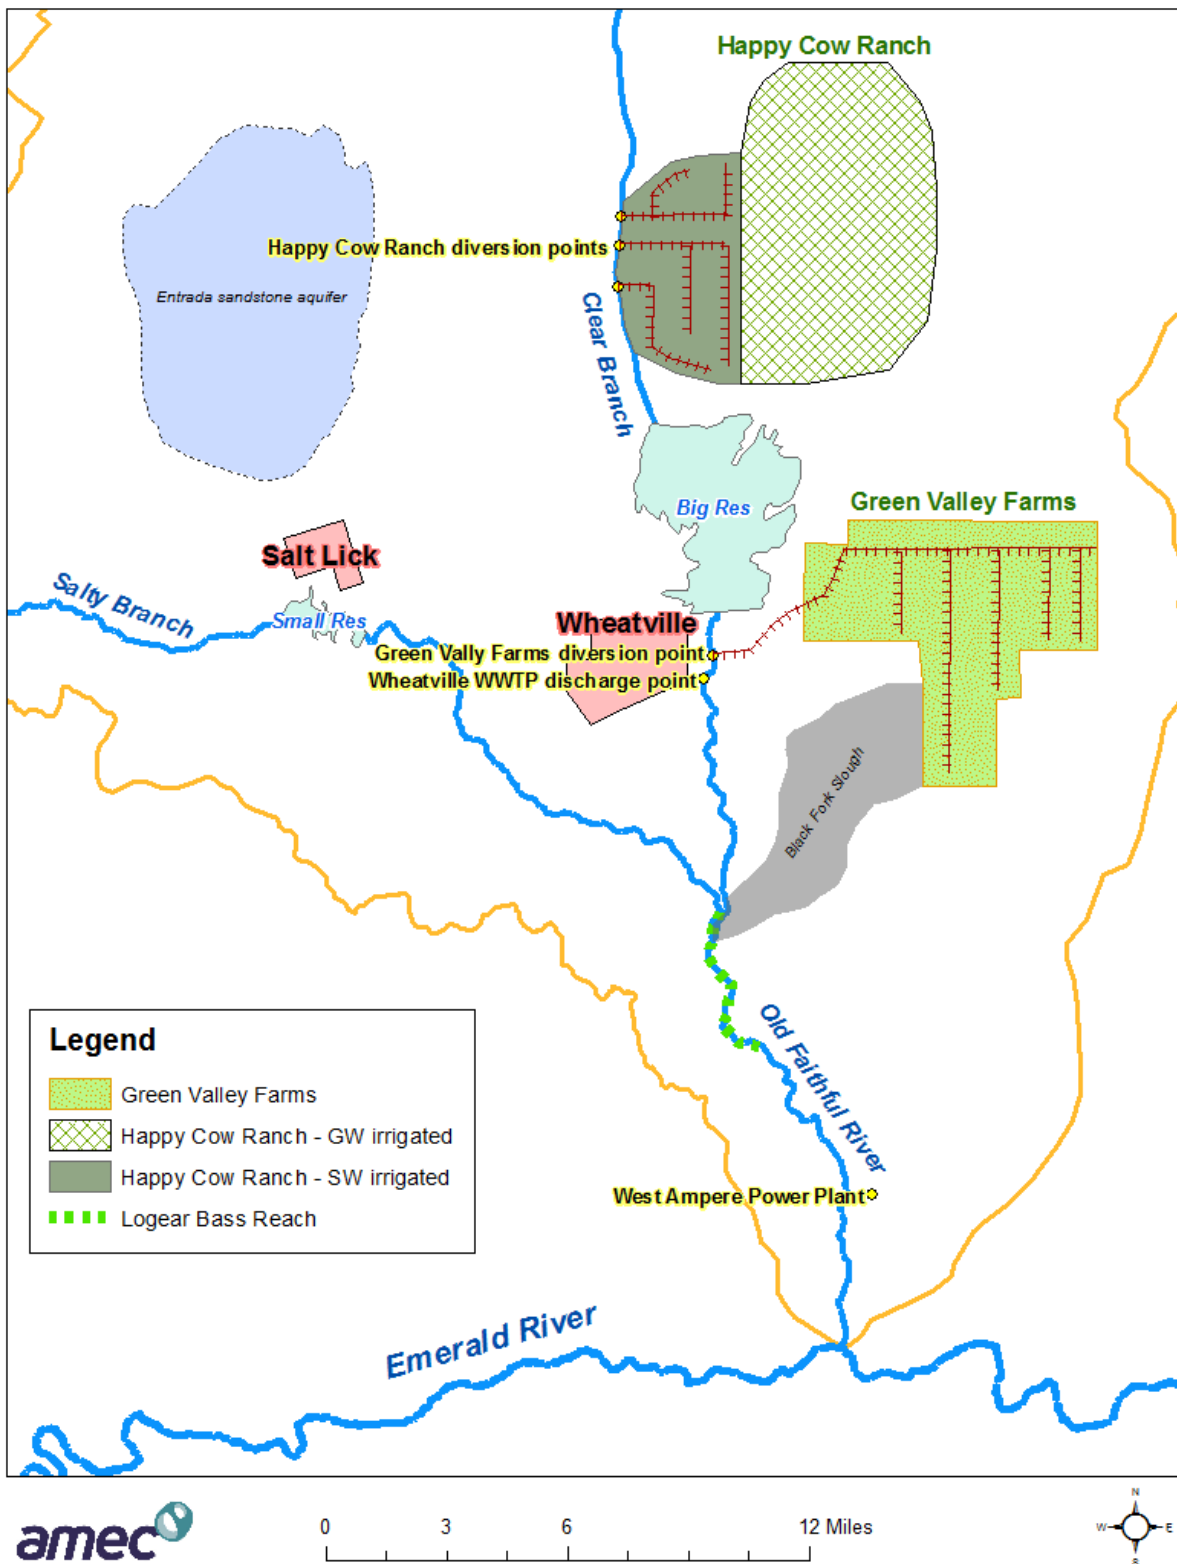 Happy Cow Ranch
Happy Cow Ranch diversion points
Entrada sandstone aquifer
Clear Branch
Big Res
Green Valley Farms
Salt Lick
Salty Branch
Small Res
Wheatville
Green Vally Farms diversion point
Wheatville WWTP discharge point
Black Fork Slough
Old Faithful River
Legend
Green Valley Farms
Happy Cow Ranch - GW irrigated
Happy Cow Ranch - SW irrigated
Logear Bass Reach
West Ampere Power Plant
Emerald River
amec
0 3 6 12 Miles
N
W E
S